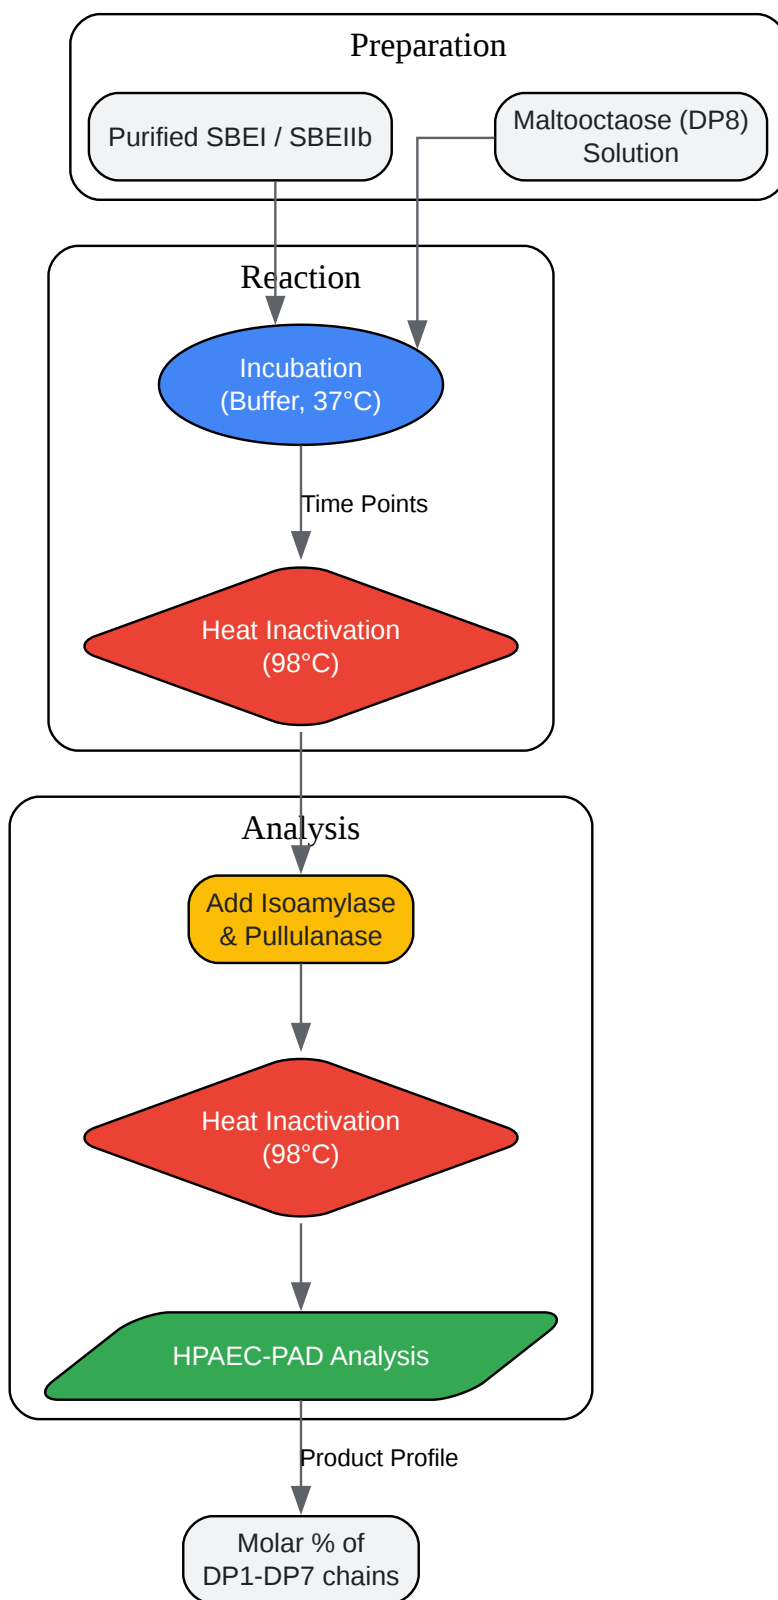 Preparation
Purified SBEI / SBEIIb
Maltooctaose (DP8)
Solution
Reaction
Incubation
(Buffer, 37°C)
Time Points
Heat Inactivation
(98°C)
Analysis
Add Isoamylase
& Pullulanase
Heat Inactivation
(98°C)
HPAEC-PAD Analysis
Product Profile
Molar % of
DP1-DP7 chains